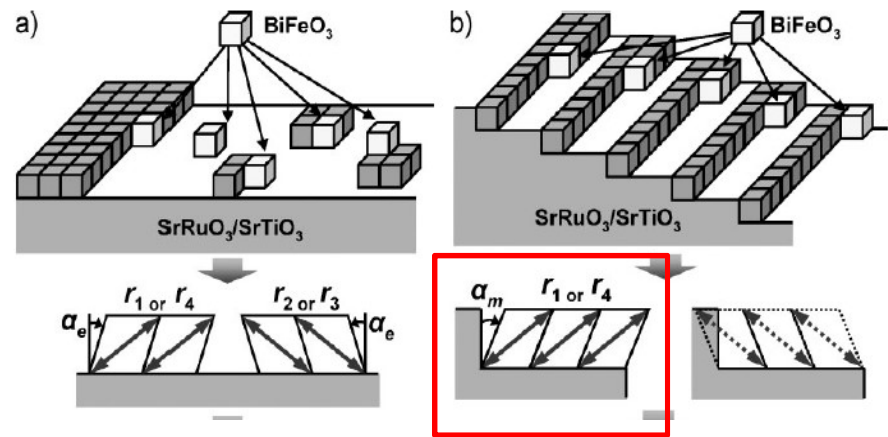 a)
BiFeO₃
SrRuO₃/SrTiO₃
αₑ
r₁ or r₄
r₂ or r₃
αₑ
b)
BiFeO₃
SrRuO₃/SrTiO₃
αₘ
r₁ or r₄